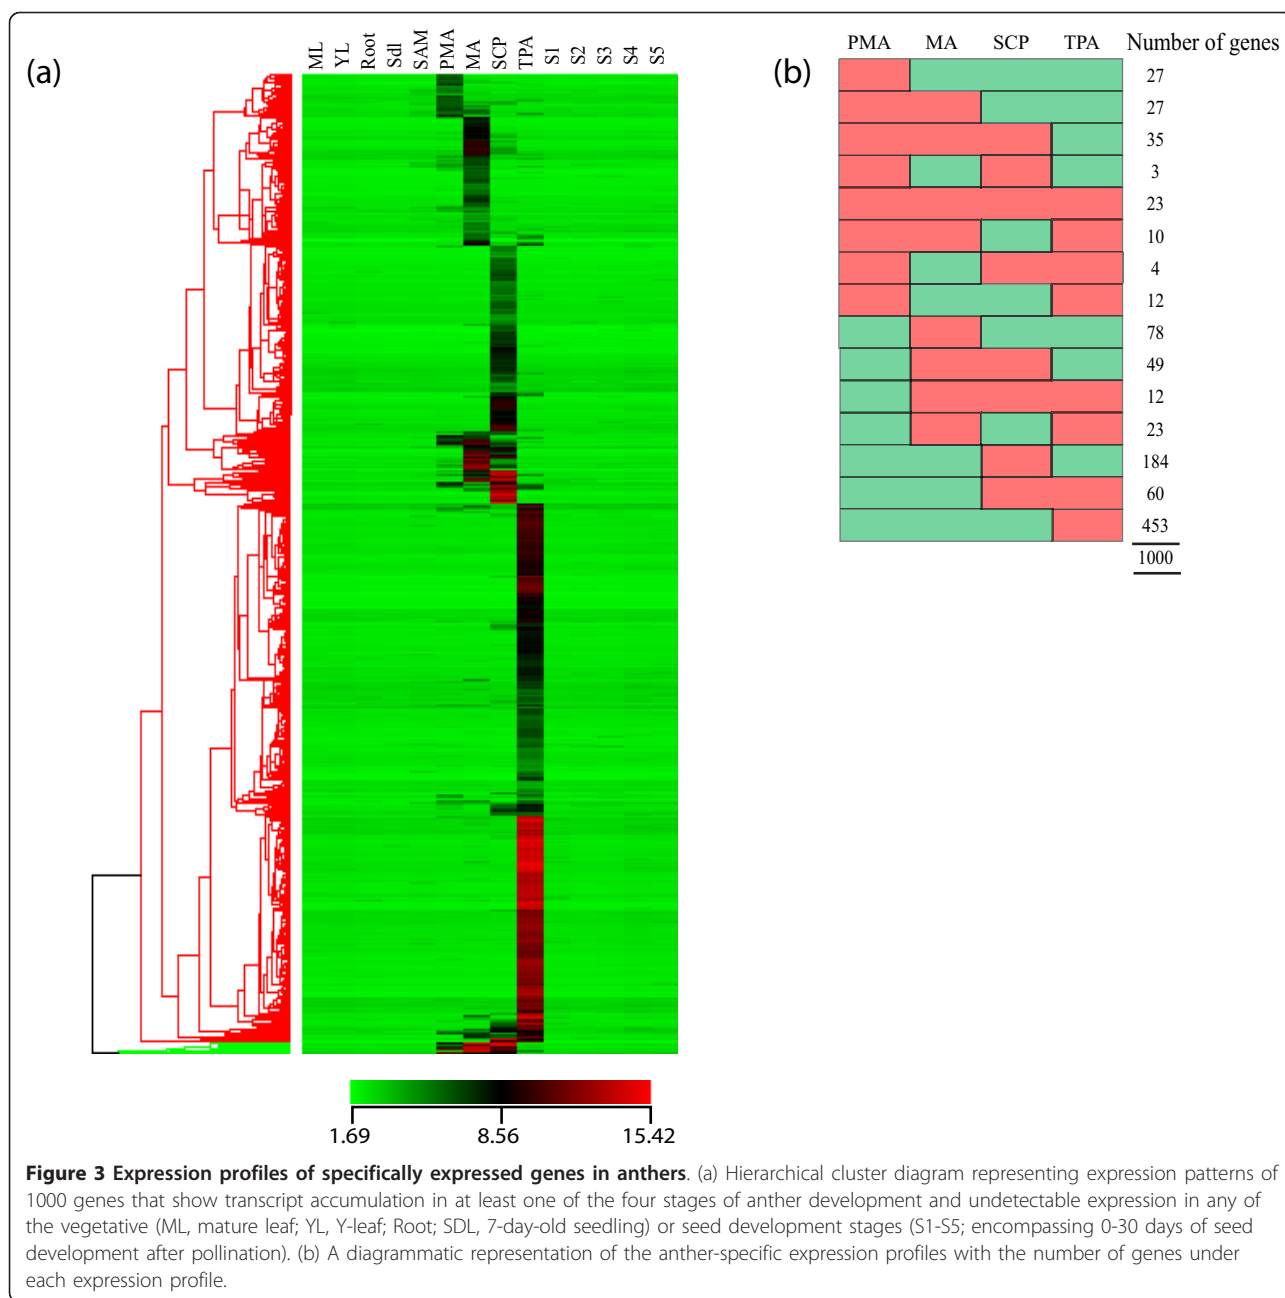 (a)
ML YL Root Sdl SAM PMA MA SCP TPA S1 S2 S3 S4 S5
1.69 8.56 15.42
(b)
PMA MA SCP TPA Number of genes
27
27
35
3
23
10
4
12
78
49
12
23
184
60
453
1000
Figure 3 Expression profiles of specifically expressed genes in anthers. (a) Hierarchical cluster diagram representing expression patterns of
1000 genes that show transcript accumulation in at least one of the four stages of anther development and undetectable expression in any of
the vegetative (ML, mature leaf; YL, Y-leaf; Root; SDL, 7-day-old seedling) or seed development stages (S1-S5; encompassing 0-30 days of seed
development after pollination). (b) A diagrammatic representation of the anther-specific expression profiles with the number of genes under
each expression profile.